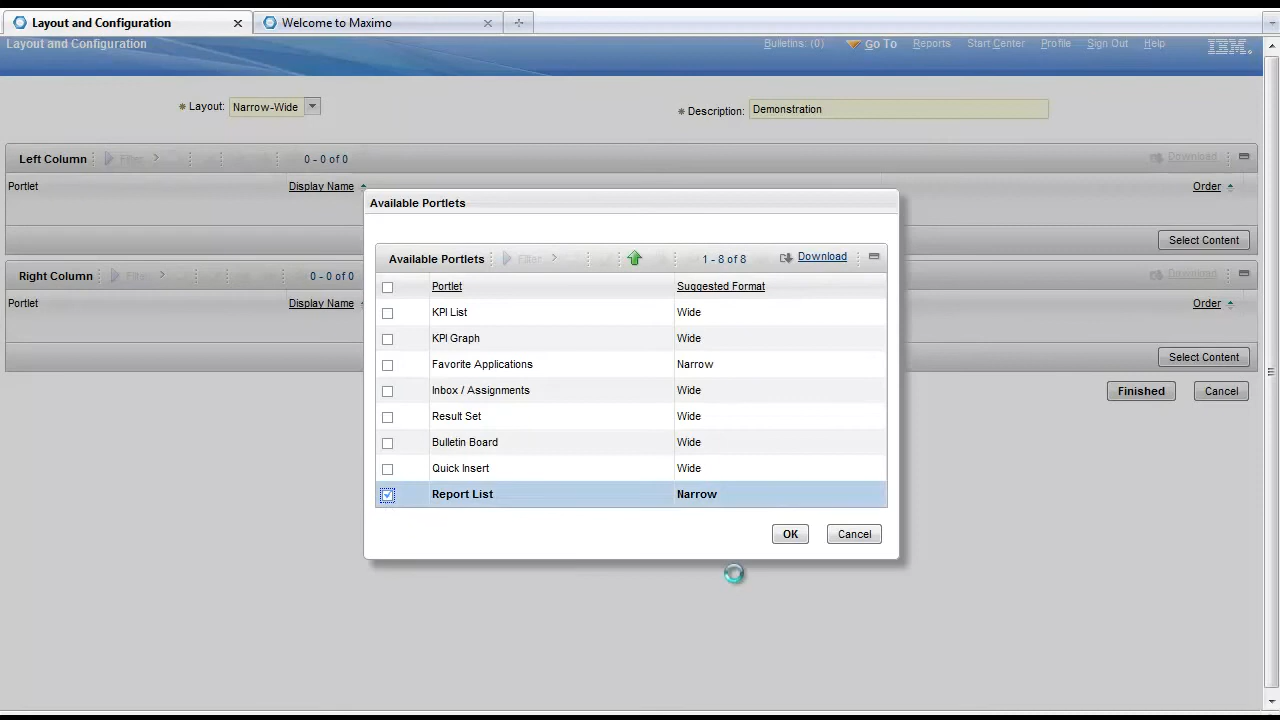 Layout and Configuration Welcome to Maximo
Layout and Configuration Bulletins: (0) Go To Reports Start Center Profile Sign Out Help IBM.
* Layout: Narrow-Wide * Description: Demonstration
Left Column Filter 0 - 0 of 0 Download
Portlet Display Name Order
Select Content
Right Column Filter 0 - 0 of 0 Download
Portlet Display Name Order
Select Content
Finished Cancel
Available Portlets
Available Portlets Filter 1 - 8 of 8 Download
Portlet Suggested Format
KPI List Wide
KPI Graph Wide
Favorite Applications Narrow
Inbox / Assignments Wide
Result Set Wide
Bulletin Board Wide
Quick Insert Wide
Report List Narrow
OK Cancel